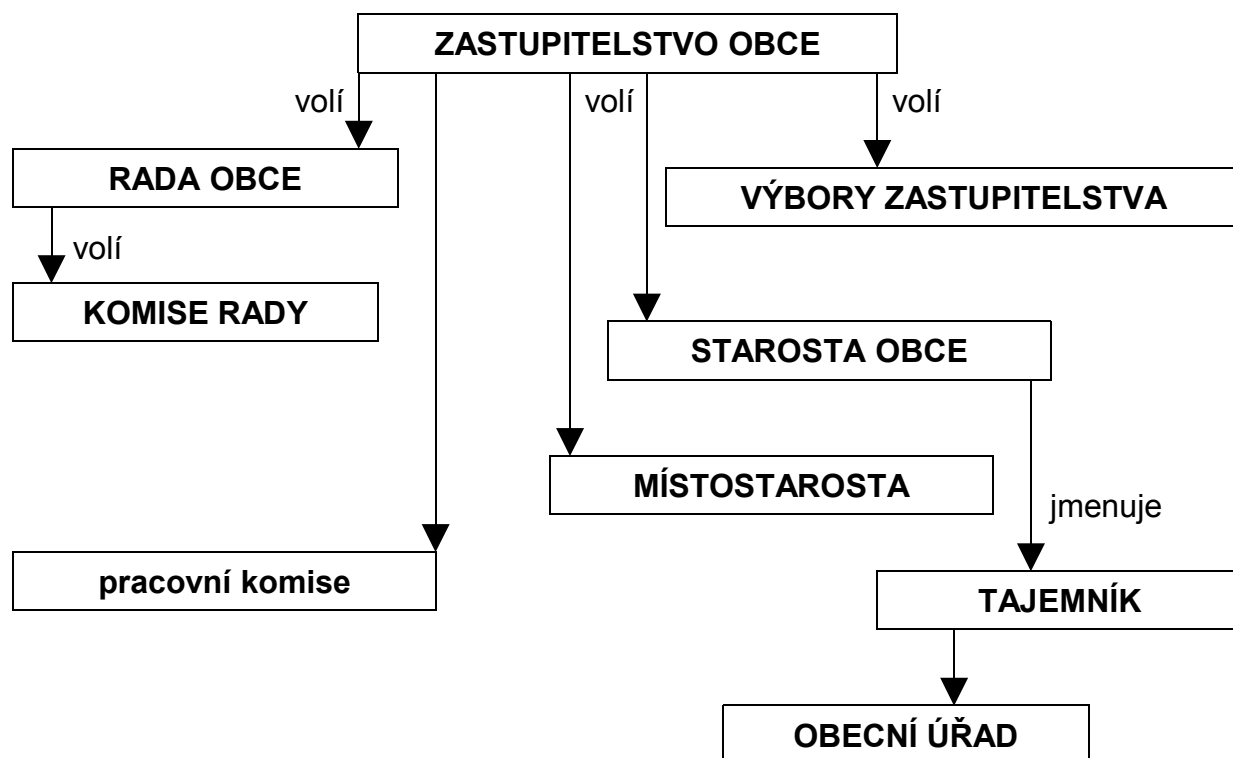 ZASTUPITELSTVO OBCE
volí
volí
volí
RADA OBCE
VÝBORY ZASTUPITELSTVA
volí
KOMISE RADY
STAROSTA OBCE
MÍSTOSTAROSTA
jmenuje
pracovní komise
TAJEMNÍK
OBECNÍ ÚŘAD